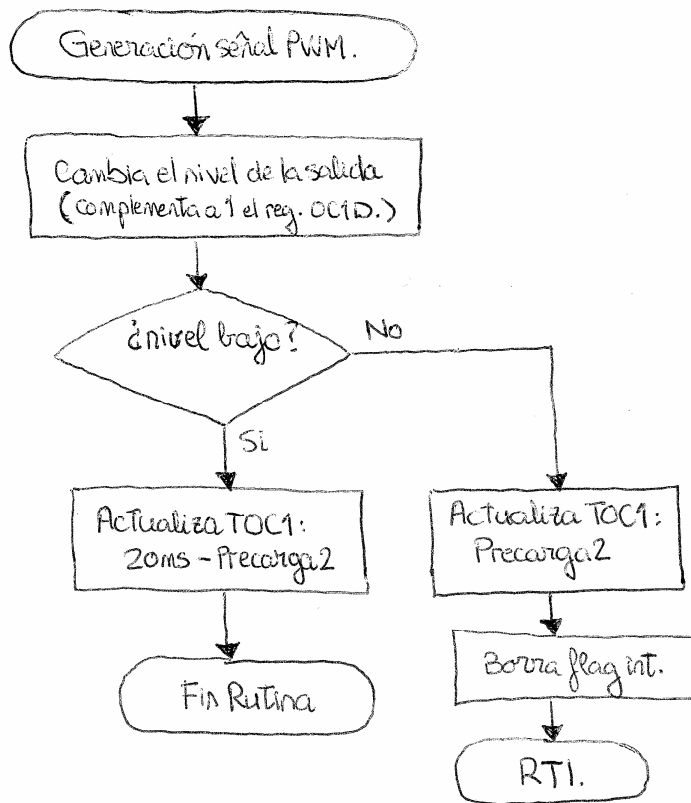 Generación señal PWM.
Cambia el nivel de la salida
(complementa a 1 el reg. OC1D.)
¿nivel bajo?
No
Si
Actualiza TOC1:
20ms - Precarga2
Actualiza TOC1:
Precarga2
Borra flag int.
Fin Rutina
RTI.